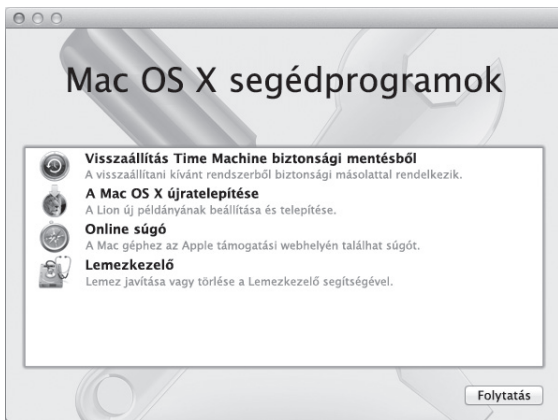 Mac OS X segédprogramok
Visszaállítás Time Machine biztonsági mentésből
A visszaállítani kívánt rendszerből biztonsági másolattal rendelkezik.
A Mac OS X újratelepítése
A Lion új példányának beállítása és telepítése.
Online súgó
A Mac géphez az Apple támogatási webhelyén találhat súgót.
Lemezkezelő
Lemez javítása vagy törlése a Lemezkezelő segítségével.
Folytatás